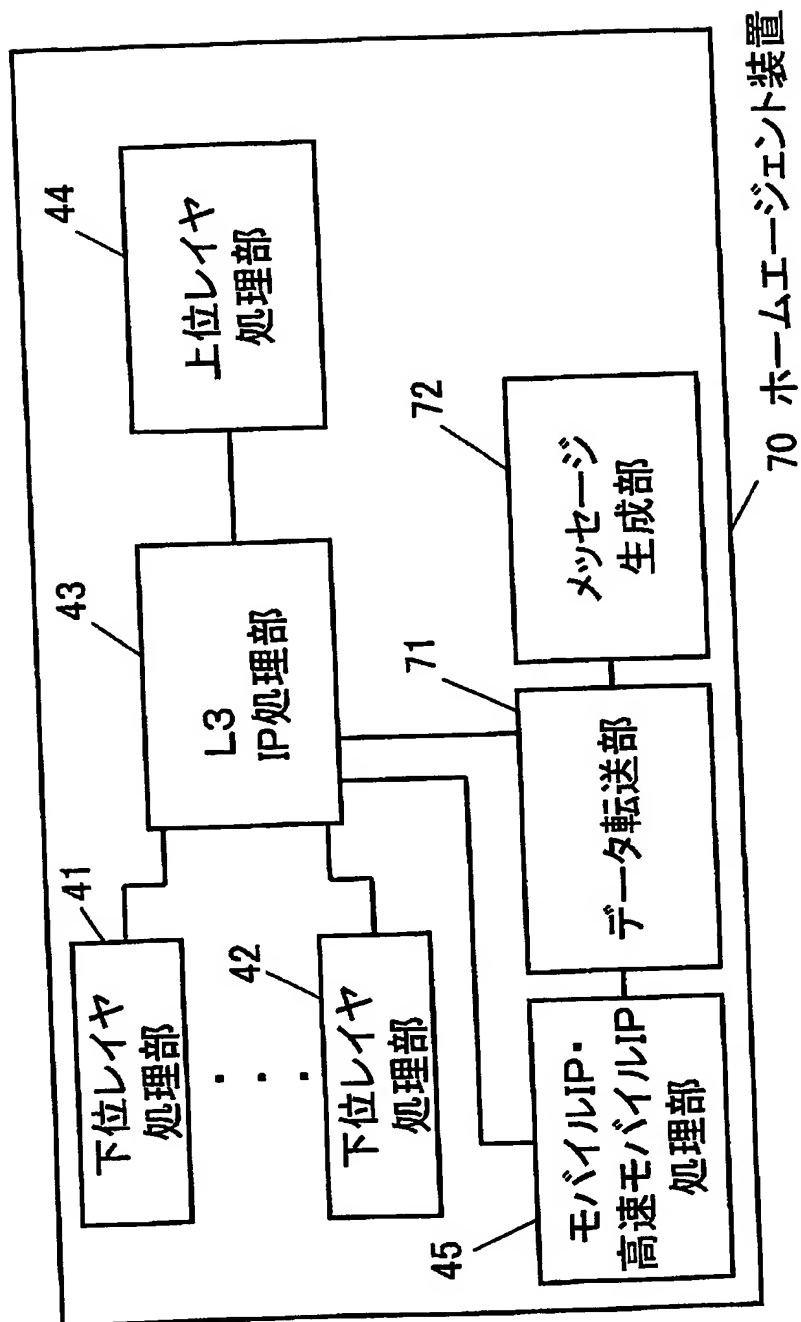 44
上位レイヤ
処理部
43
L3
IP処理部
41
下位レイヤ
処理部
42
下位レイヤ
処理部
72
メッセージ
生成部
71
データ転送部
45
モバイルIP・
高速モバイルIP
処理部
70 ホームエージェント装置